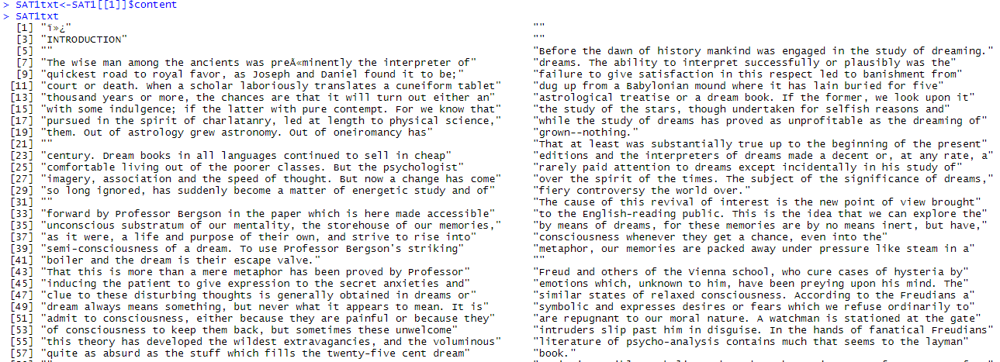 > SAT1txt<-SAT1[[1]]$content
> SAT1txt
[1] "ï»¿" ""
[3] "INTRODUCTION" ""
[5] "" "Before the dawn of history mankind was engaged in the study of dreaming."
[7] "The wise man among the ancients was preÃ«minently the interpreter of" "dreams. The ability to interpret successfully or plausibly was the"
[9] "quickest road to royal favor, as Joseph and Daniel found it to be;" "failure to give satisfaction in this respect led to banishment from"
[11] "court or death. When a scholar laboriously translates a cuneiform tablet" "dug up from a Babylonian mound where it has lain buried for five"
[13] "thousand years or more, the chances are that it will turn out either an" "astrological treatise or a dream book. If the former, we look upon it"
[15] "with some indulgence; if the latter with pure contempt. For we know that" "the study of the stars, though undertaken for selfish reasons and"
[17] "pursued in the spirit of charlatanry, led at length to physical science," "while the study of dreams has proved as unprofitable as the dreaming of"
[19] "them. Out of astrology grew astronomy. Out of oneiromancy has" "grown--nothing."
[21] "" "That at least was substantially true up to the beginning of the present"
[23] "century. Dream books in all languages continued to sell in cheap" "editions and the interpreters of dreams made a decent or, at any rate, a"
[25] "comfortable living out of the poorer classes. But the psychologist" "rarely paid attention to dreams except incidentally in his study of"
[27] "imagery, association and the speed of thought. But now a change has come" "over the spirit of the times. The subject of the significance of dreams,"
[29] "so long ignored, has suddenly become a matter of energetic study and of" "fiery controversy the world over."
[31] "" "The cause of this revival of interest is the new point of view brought"
[33] "forward by Professor Bergson in the paper which is here made accessible" "to the English-reading public. This is the idea that we can explore the"
[35] "unconscious substratum of our mentality, the storehouse of our memories," "by means of dreams, for these memories are by no means inert, but have,"
[37] "as it were, a life and purpose of their own, and strive to rise into" "consciousness whenever they get a chance, even into the"
[39] "semi-consciousness of a dream. To use Professor Bergson's striking" "metaphor, our memories are packed away under pressure like steam in a"
[41] "boiler and the dream is their escape valve." ""
[43] "That this is more than a mere metaphor has been proved by Professor" "Freud and others of the Vienna school, who cure cases of hysteria by"
[45] "inducing the patient to give expression to the secret anxieties and" "emotions which, unknown to him, have been preying upon his mind. The"
[47] "clue to these disturbing thoughts is generally obtained in dreams or" "similar states of relaxed consciousness. According to the Freudians a"
[49] "dream always means something, but never what it appears to mean. It is" "symbolic and expresses desires or fears which we refuse ordinarily to"
[51] "admit to consciousness, either because they are painful or because they" "are repugnant to our moral nature. A watchman is stationed at the gate"
[53] "of consciousness to keep them back, but sometimes these unwelcome" "intruders slip past him in disguise. In the hands of fanatical Freudians"
[55] "this theory has developed the wildest extravagancies, and the voluminous" "literature of psycho-analysis contains much that seems to the layman"
[57] "quite as absurd as the stuff which fills the twenty-five cent dream" "book."